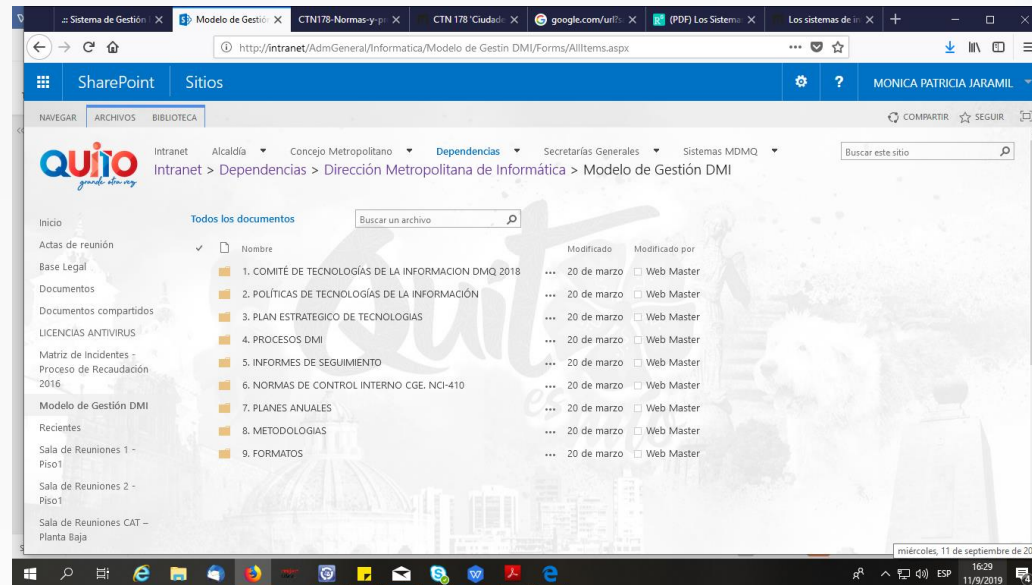 .:: Sistema de Gestión
Modelo de Gestión
CTN178-Normas-y-pr
CTN 178 'Ciudade
google.com/url?s
(PDF) Los Sistema
Los sistemas de in
http://intranet/AdmGeneral/Informatica/Modelo de Gestin DMI/Forms/AllItems.aspx
SharePoint Sitios
MONICA PATRICIA JARAMIL
NAVEGAR ARCHIVOS BIBLIOTECA
COMPARTIR SEGUIR
QUITO
grande otra vez
Intranet Alcaldía Concejo Metropolitano Dependencias Secretarías Generales Sistemas MDMQ
Buscar este sitio
Intranet > Dependencias > Dirección Metropolitana de Informática > Modelo de Gestión DMI
Inicio
Actas de reunión
Base Legal
Documentos
Documentos compartidos
LICENCIAS ANTIVIRUS
Matriz de Incidentes -
Proceso de Recaudación
2016
Modelo de Gestión DMI
Recientes
Sala de Reuniones 1 -
Piso1
Sala de Reuniones 2 -
Piso1
Sala de Reuniones CAT –
Planta Baja
Todos los documentos
Buscar un archivo
Nombre Modificado Modificado por
1. COMITÉ DE TECNOLOGÍAS DE LA INFORMACION DMQ 2018 ... 20 de marzo Web Master
2. POLÍTICAS DE TECNOLOGÍAS DE LA INFORMACIÓN ... 20 de marzo Web Master
3. PLAN ESTRATEGICO DE TECNOLOGIAS ... 20 de marzo Web Master
4. PROCESOS DMI ... 20 de marzo Web Master
5. INFORMES DE SEGUIMIENTO ... 20 de marzo Web Master
6. NORMAS DE CONTROL INTERNO CGE. NCI-410 ... 20 de marzo Web Master
7. PLANES ANUALES ... 20 de marzo Web Master
8. METODOLOGIAS ... 20 de marzo Web Master
9. FORMATOS ... 20 de marzo Web Master
miércoles, 11 de septiembre de 20
ESP
16:29
11/9/2019